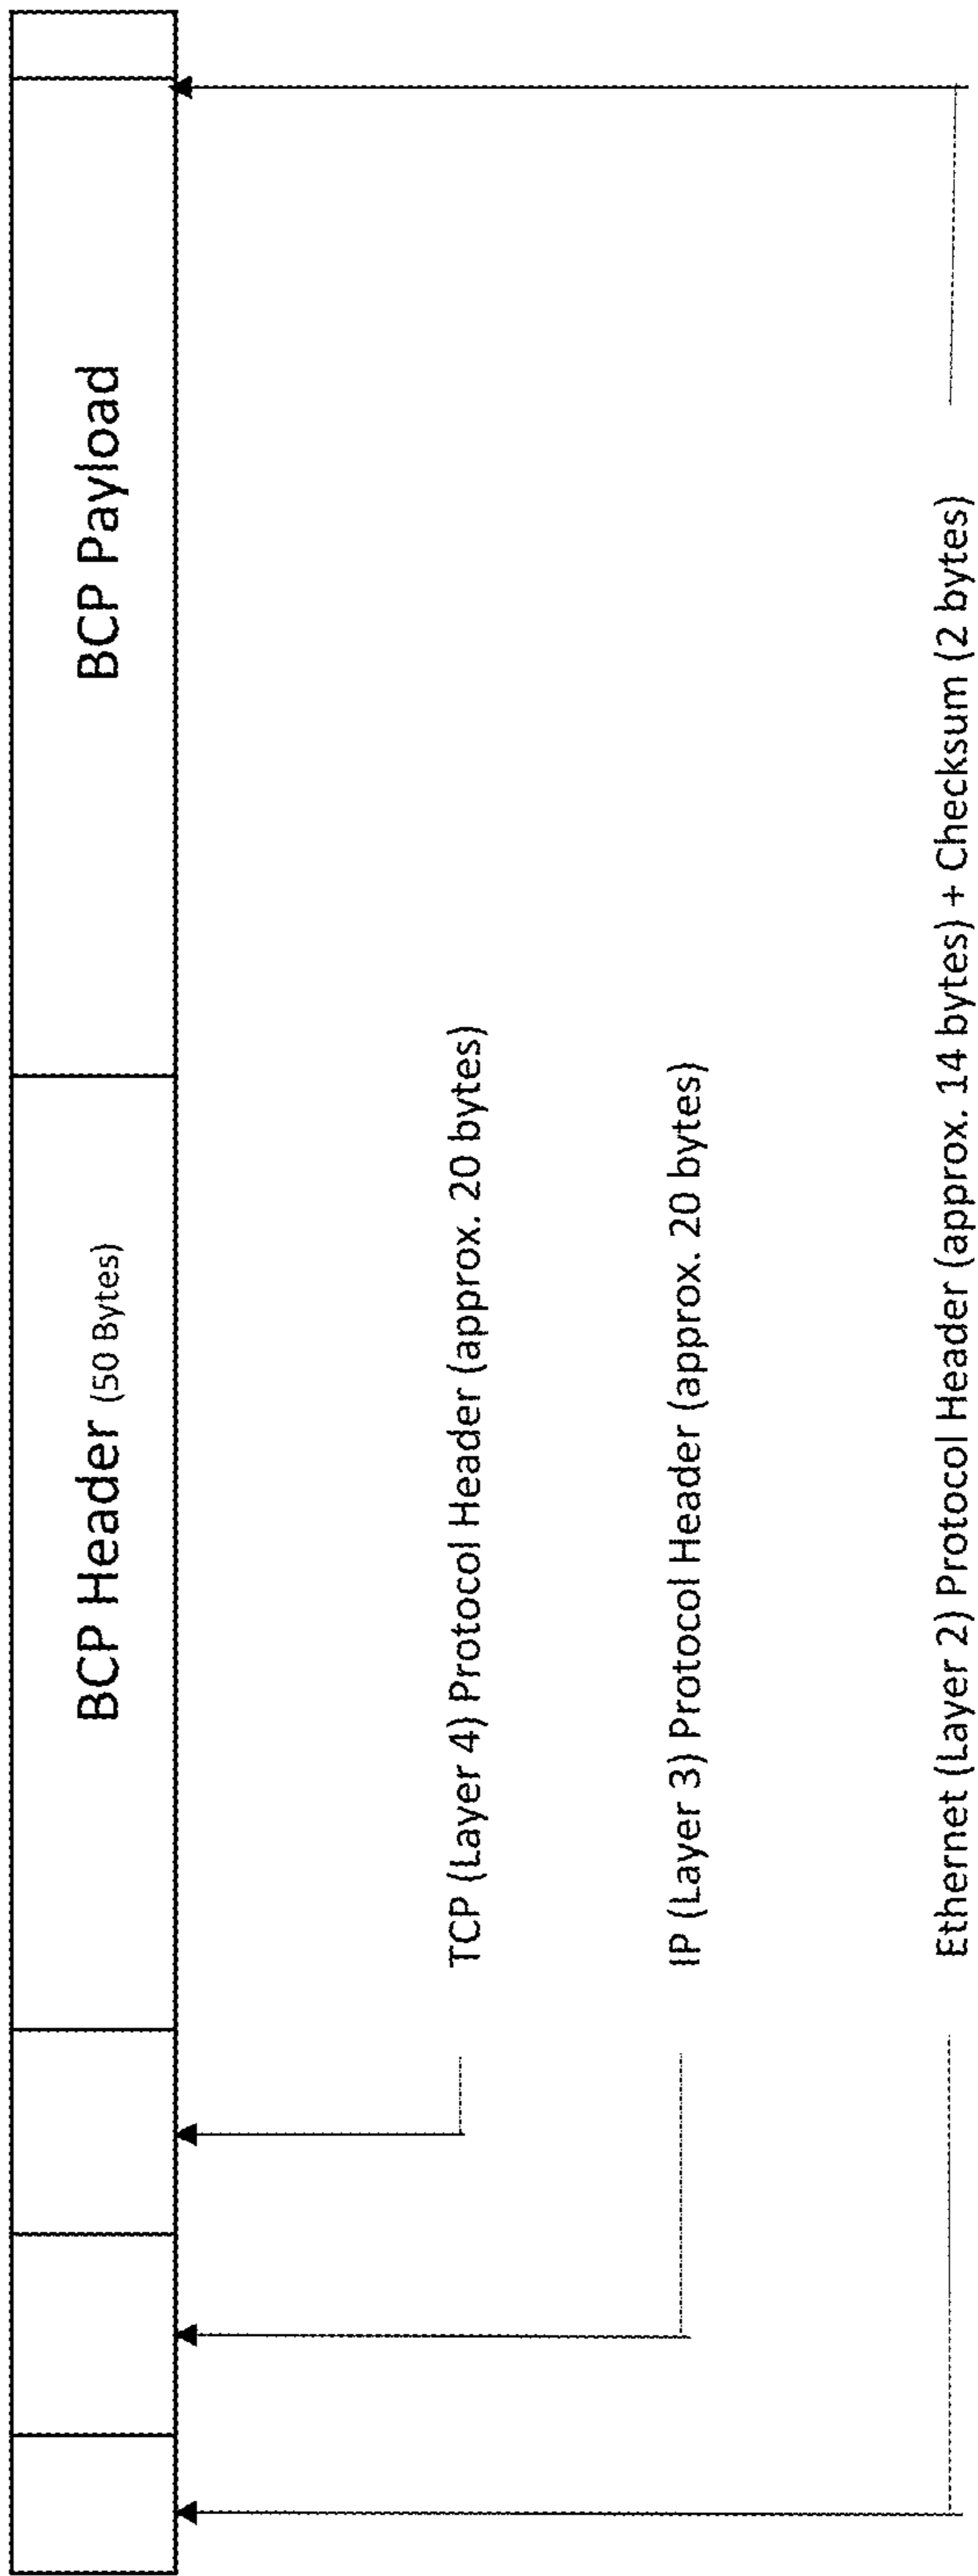 BCP Header (50 Bytes)
BCP Payload
TCP (Layer 4) Protocol Header (approx. 20 bytes)
IP (Layer 3) Protocol Header (approx. 20 bytes)
Ethernet (Layer 2) Protocol Header (approx. 14 bytes) + Checksum (2 bytes)